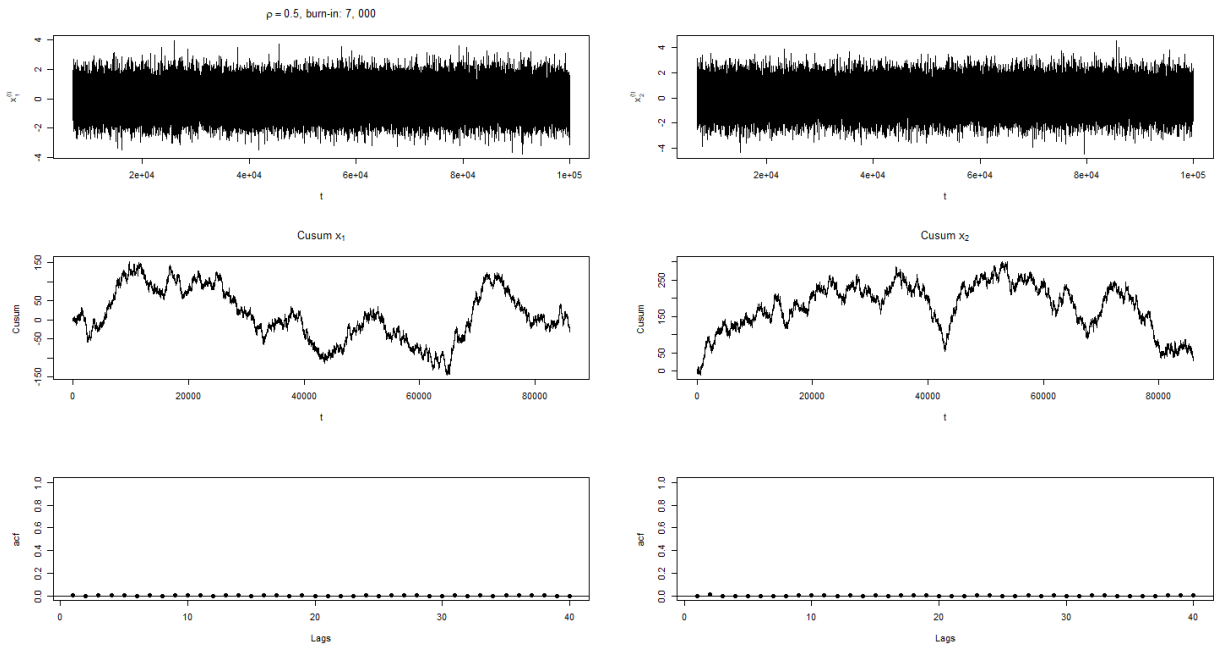 ρ = 0.5, burn-in: 7, 000
x₁⁽ᵗ⁾
4
2
0
-2
-4
2e+04
4e+04
6e+04
8e+04
1e+05
t
x₂⁽ᵗ⁾
4
2
0
-2
-4
2e+04
4e+04
6e+04
8e+04
1e+05
t
Cusum x₁
Cusum
150
50
0
-50
-150
0
20000
40000
60000
80000
t
Cusum x₂
Cusum
250
150
50
0
0
20000
40000
60000
80000
t
acf
1.0
0.8
0.6
0.4
0.2
0.0
0
10
20
30
40
Lags
acf
1.0
0.8
0.6
0.4
0.2
0.0
0
10
20
30
40
Lags